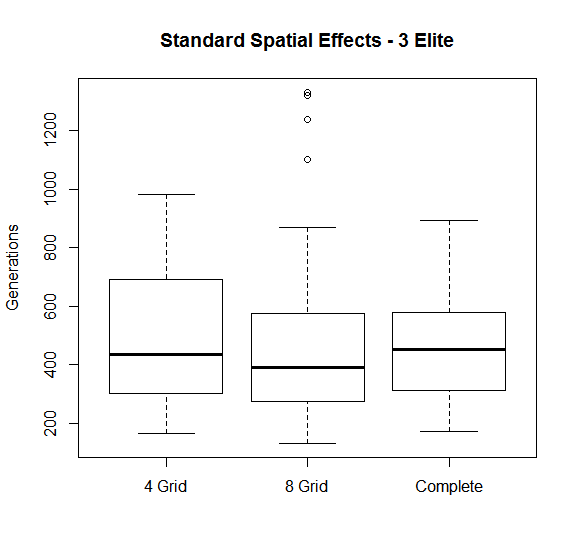 Standard Spatial Effects - 3 Elite
Generations
1200
1000
800
600
400
200
4 Grid
8 Grid
Complete